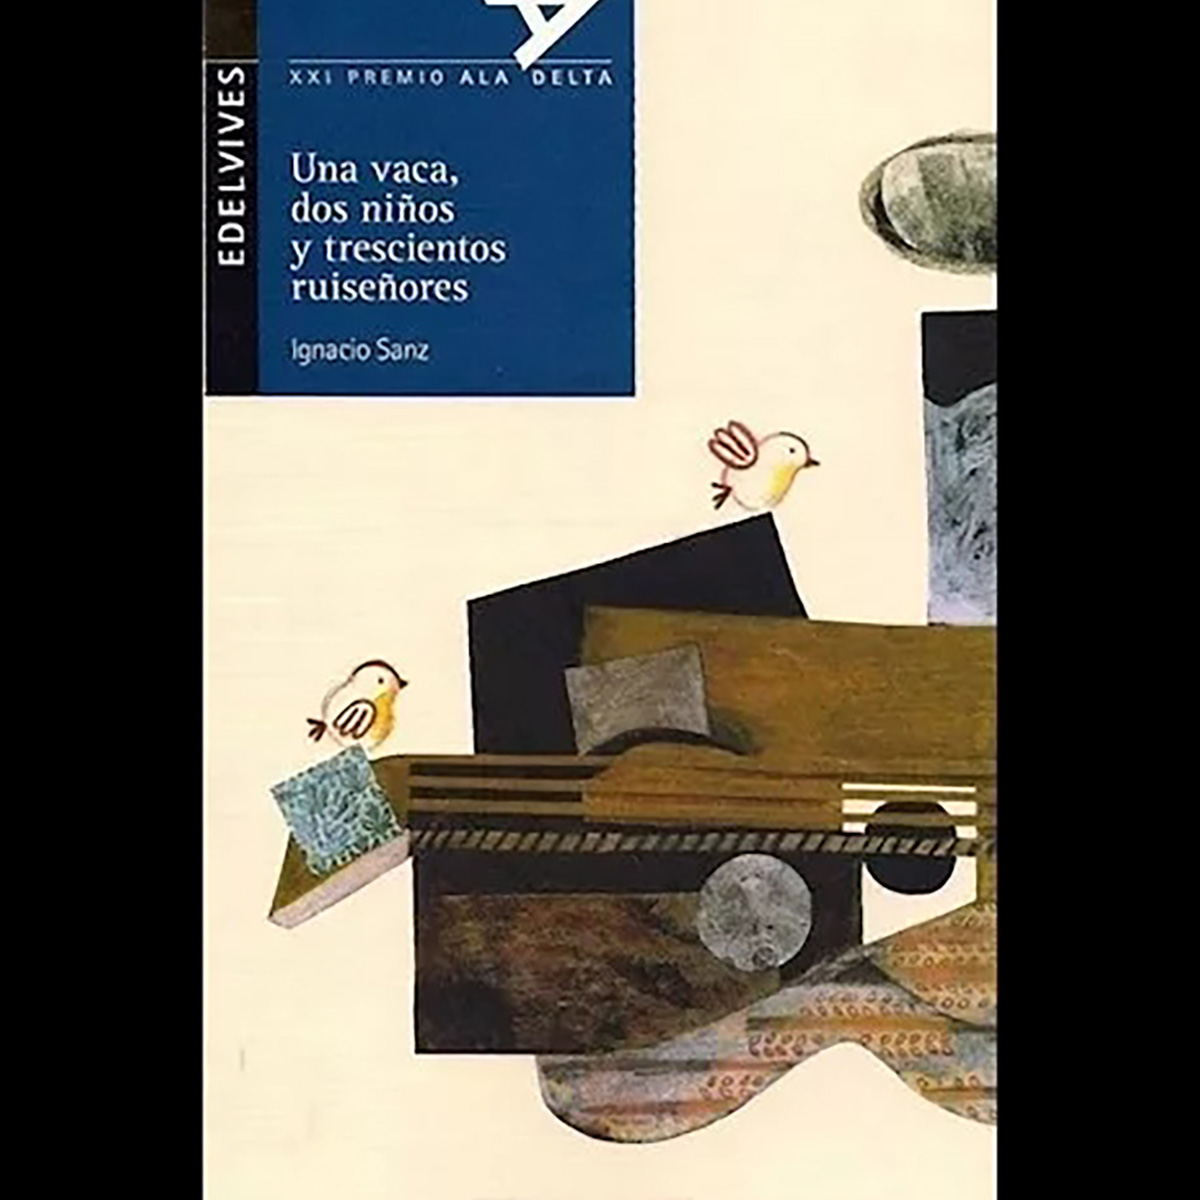 EDELVIVES
XXI PREMIO ALA DELTA
Una vaca,
dos niños
y trescientos
ruiseñores
Ignacio Sanz